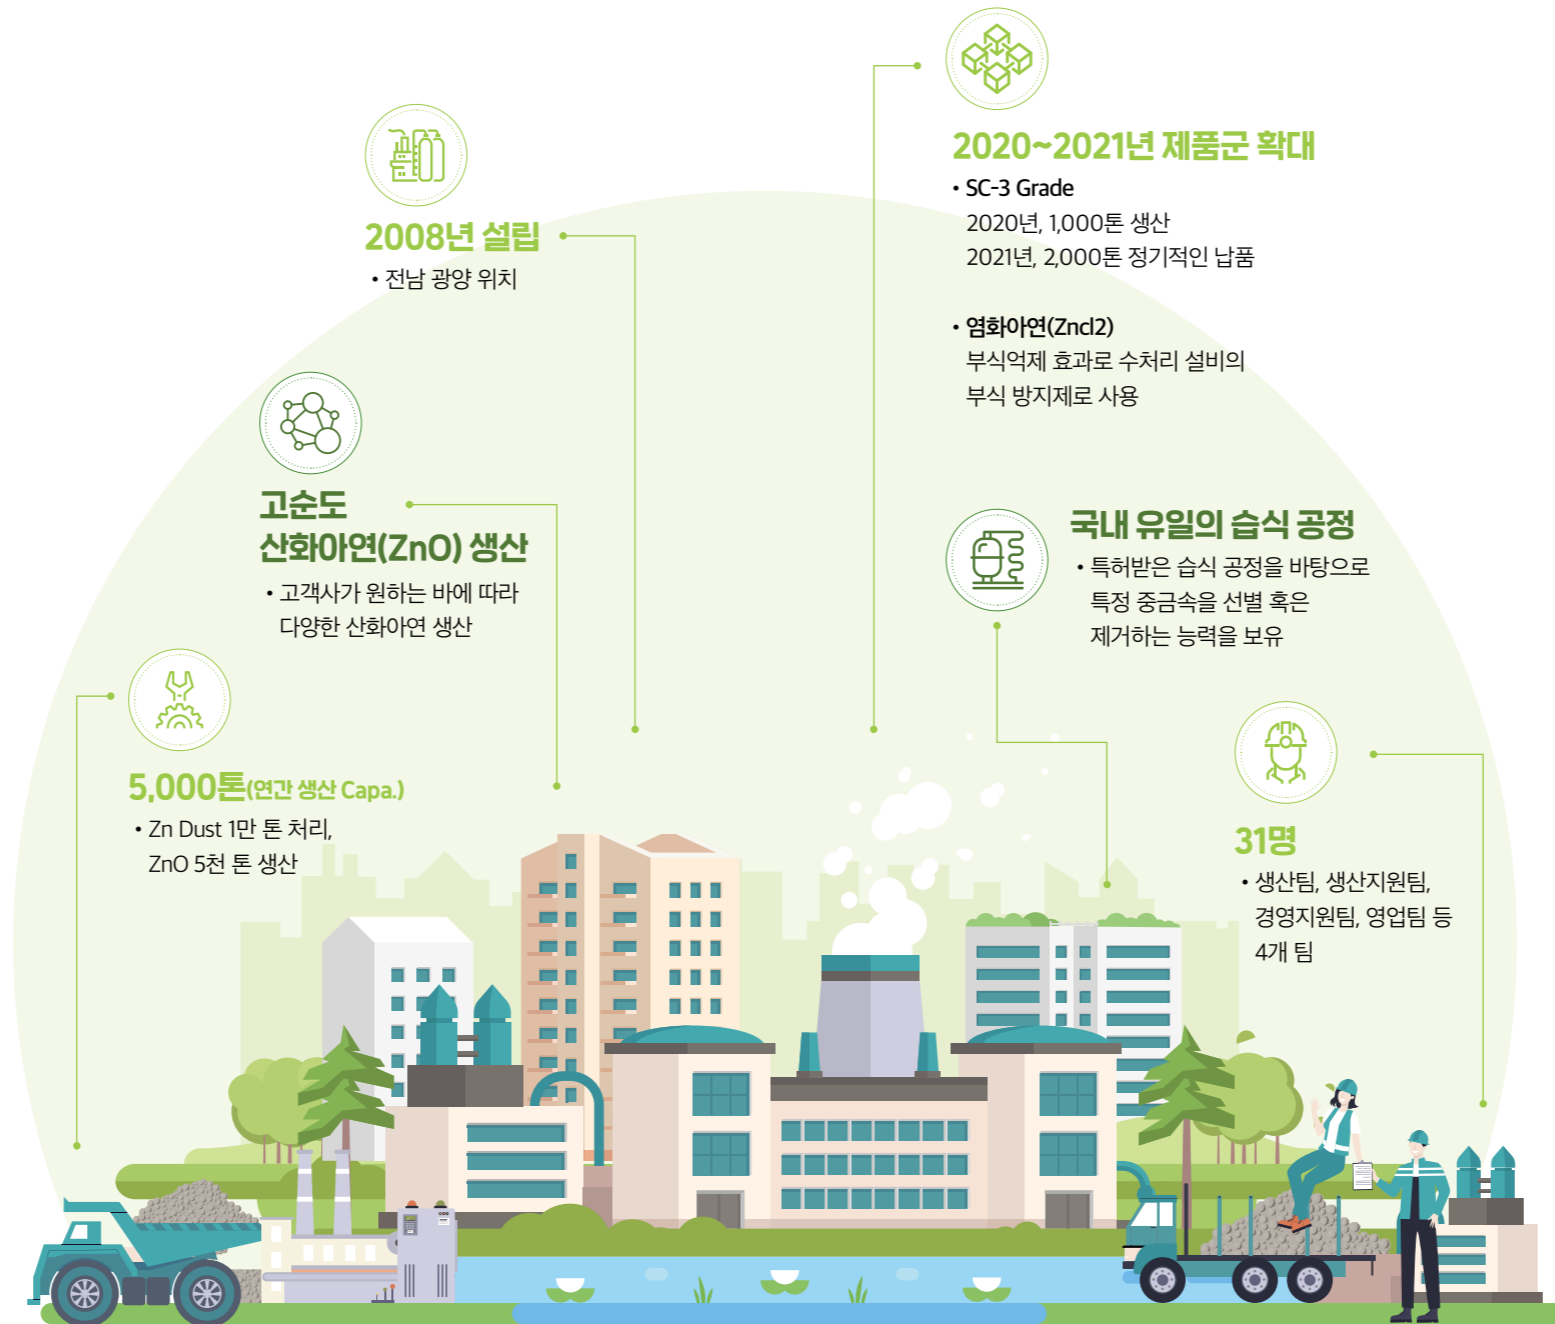 2008년 설립
• 전남 광양 위치
고순도
산화아연(ZnO) 생산
• 고객사가 원하는 바에 따라
다양한 산화아연 생산
5,000톤(연간 생산 Capa.)
• Zn Dust 1만 톤 처리,
ZnO 5천 톤 생산
2020~2021년 제품군 확대
• SC-3 Grade
2020년, 1,000톤 생산
2021년, 2,000톤 정기적인 납품
• 염화아연(Zncl2)
부식억제 효과로 수처리 설비의
부식 방지제로 사용
국내 유일의 습식 공정
• 특허받은 습식 공정을 바탕으로
특정 중금속을 선별 혹은
제거하는 능력을 보유
31명
• 생산팀, 생산지원팀,
경영지원팀, 영업팀 등
4개 팀